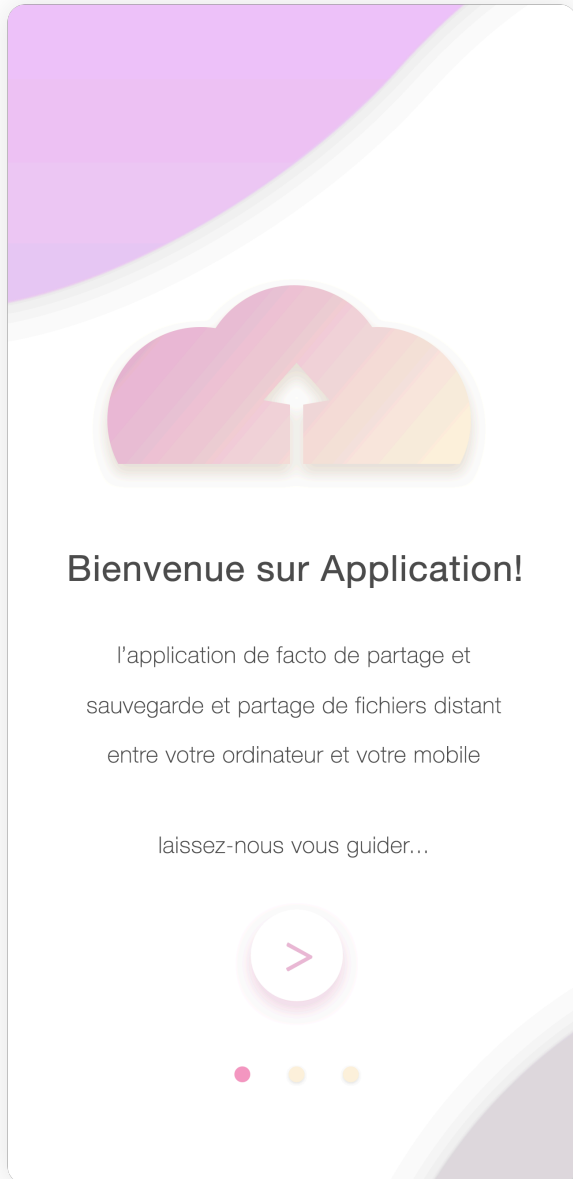 Bienvenue sur Application!
l'application de facto de partage et
sauvegarde et partage de fichiers distant
entre votre ordinateur et votre mobile
laissez-nous vous guider...
>